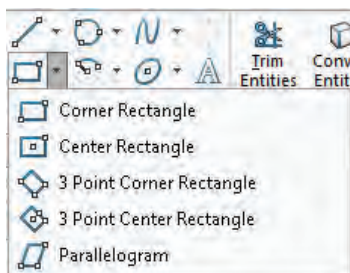 Trim
Entities
Conv
Entit
Corner Rectangle
Center Rectangle
3 Point Corner Rectangle
3 Point Center Rectangle
Parallelogram